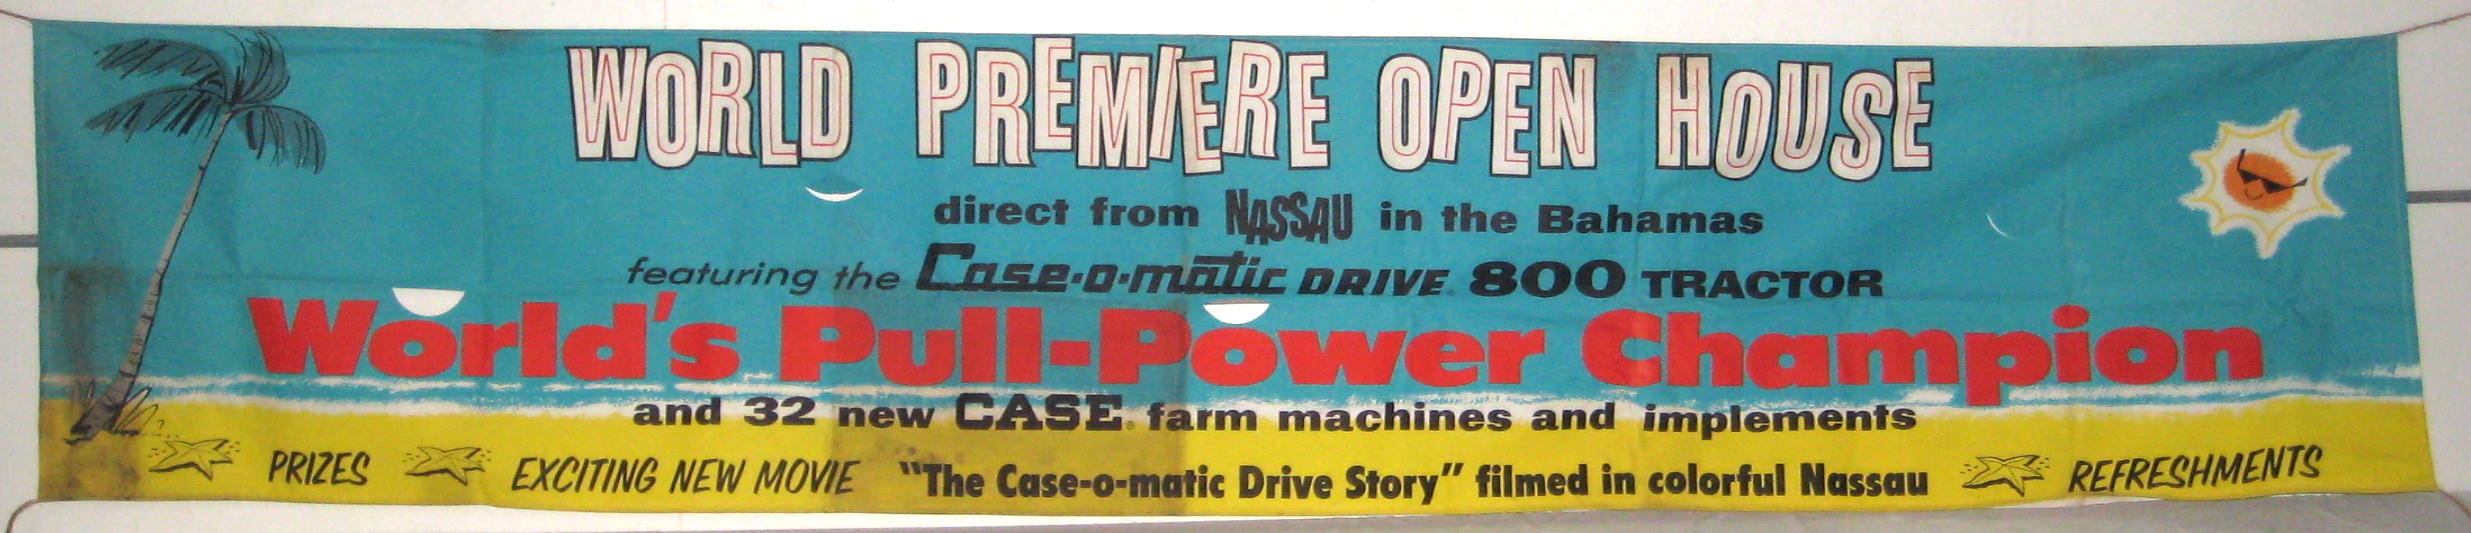 WORLD PREMIERE OPEN HOUSE
direct from NASSAU in the Bahamas
featuring the Case-o-matic DRIVE 800 TRACTOR
World's Pull-Power Champion
and 32 new CASE® farm machines and implements
PRIZES EXCITING NEW MOVIE "The Case-o-matic Drive Story" filmed in colorful Nassau REFRESHMENTS